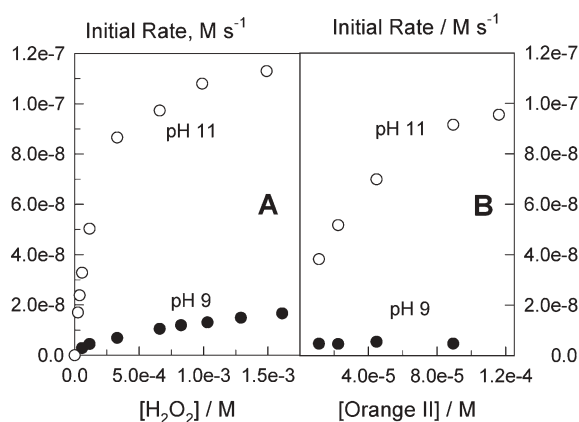 Initial Rate, M s⁻¹
Initial Rate / M s⁻¹
1.2e-7
1.0e-7
8.0e-8
6.0e-8
4.0e-8
2.0e-8
0.0
pH 11
A
pH 9
pH 11
B
pH 9
1.2e-7
1.0e-7
8.0e-8
6.0e-8
4.0e-8
2.0e-8
0.0
0.0 5.0e-4 1.0e-3 1.5e-3
4.0e-5 8.0e-5 1.2e-4
[H₂O₂] / M
[Orange II] / M